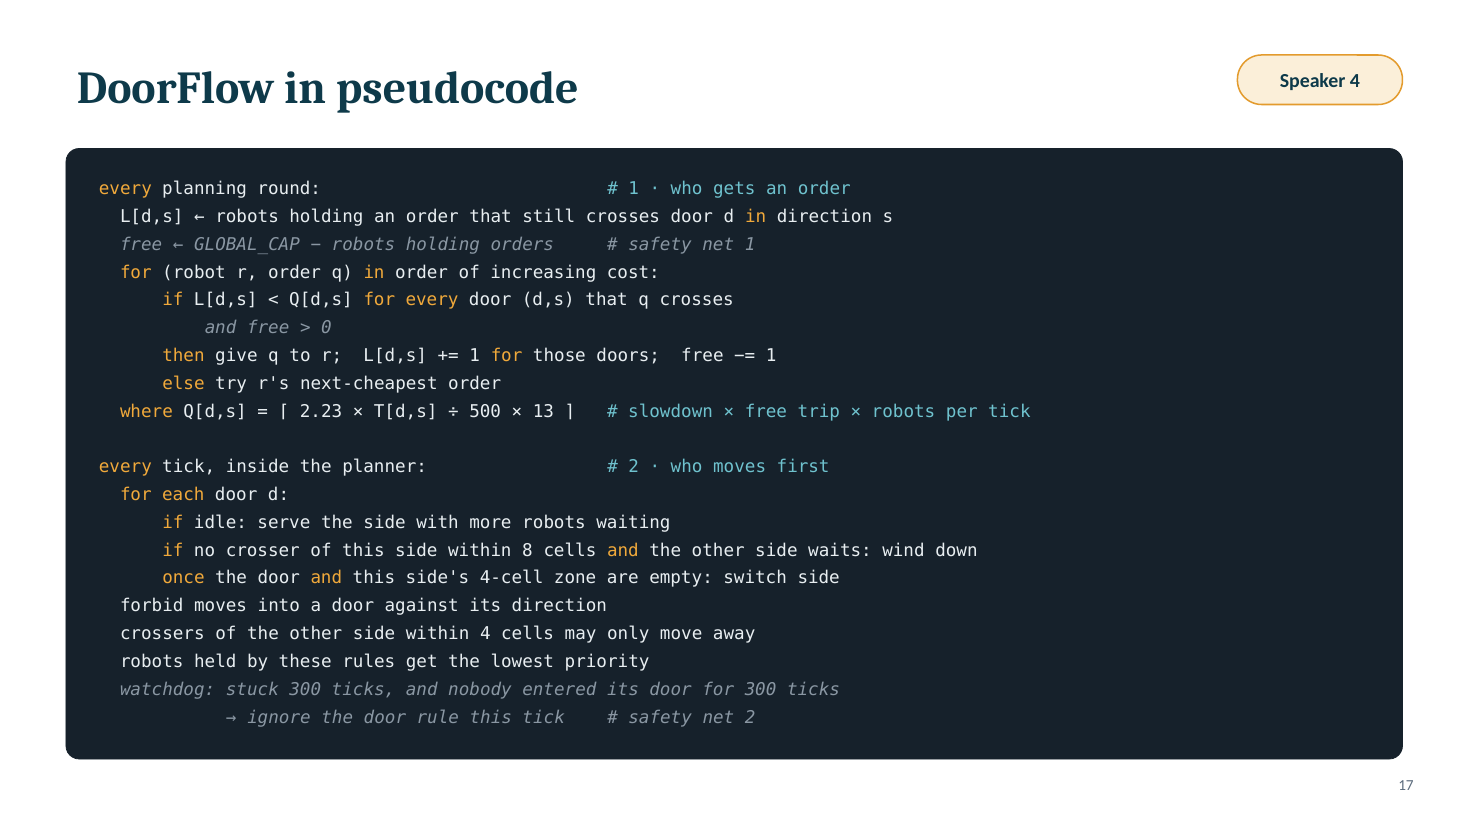 DoorFlow in pseudocode
Speaker 4
every planning round: # 1 · who gets an order
L[d,s] ← robots holding an order that still crosses door d in direction s
free ← GLOBAL_CAP − robots holding orders # safety net 1
for (robot r, order q) in order of increasing cost:
if L[d,s] < Q[d,s] for every door (d,s) that q crosses
and free > 0
then give q to r; L[d,s] += 1 for those doors; free −= 1
else try r's next-cheapest order
where Q[d,s] = ⌈ 2.23 × T[d,s] ÷ 500 × 13 ⌉ # slowdown × free trip × robots per tick
every tick, inside the planner: # 2 · who moves first
for each door d:
if idle: serve the side with more robots waiting
if no crosser of this side within 8 cells and the other side waits: wind down
once the door and this side's 4-cell zone are empty: switch side
forbid moves into a door against its direction
crossers of the other side within 4 cells may only move away
robots held by these rules get the lowest priority
watchdog: stuck 300 ticks, and nobody entered its door for 300 ticks
→ ignore the door rule this tick # safety net 2
17